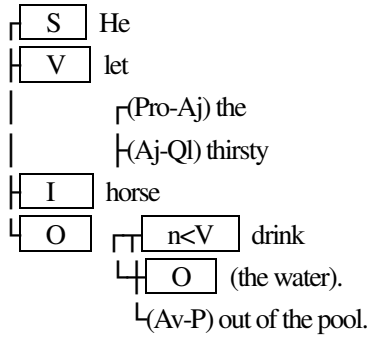 S He
V let
(Pro-Aj) the
(Aj-Ql) thirsty
I horse
O n<V drink
O (the water).
(Av-P) out of the pool.